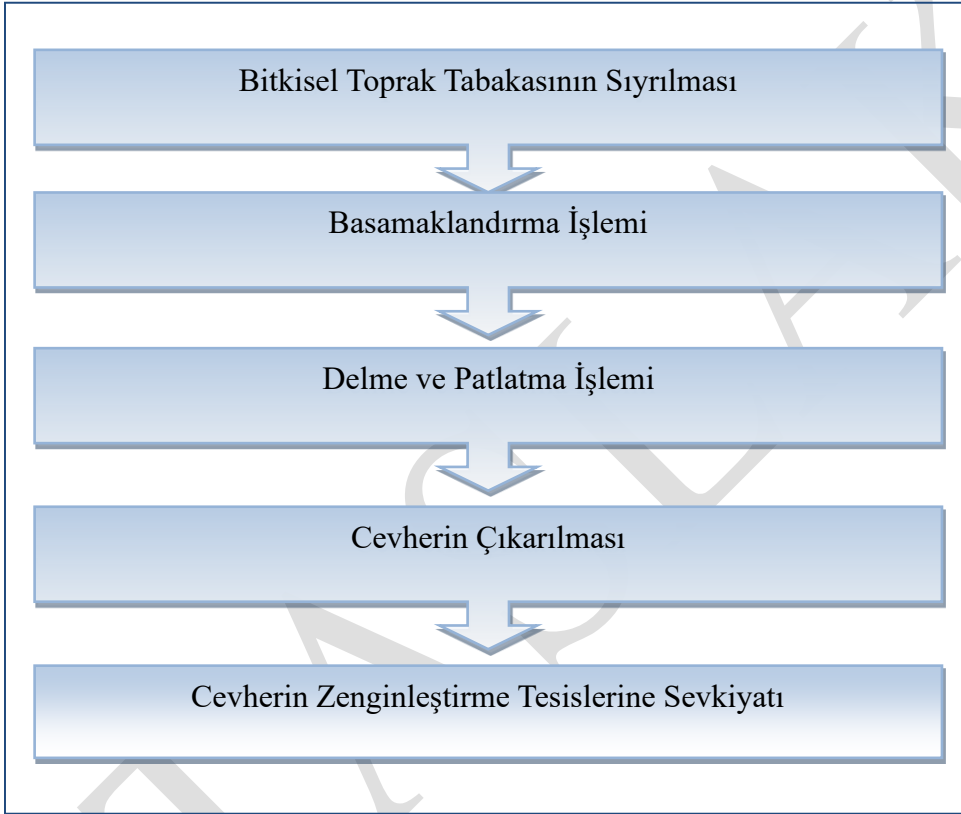 Bitkisel Toprak Tabakasının Sıyrılması
Basamaklandırma İşlemi
Delme ve Patlatma İşlemi
Cevherin Çıkarılması
Cevherin Zenginleştirme Tesislerine Sevkiyatı